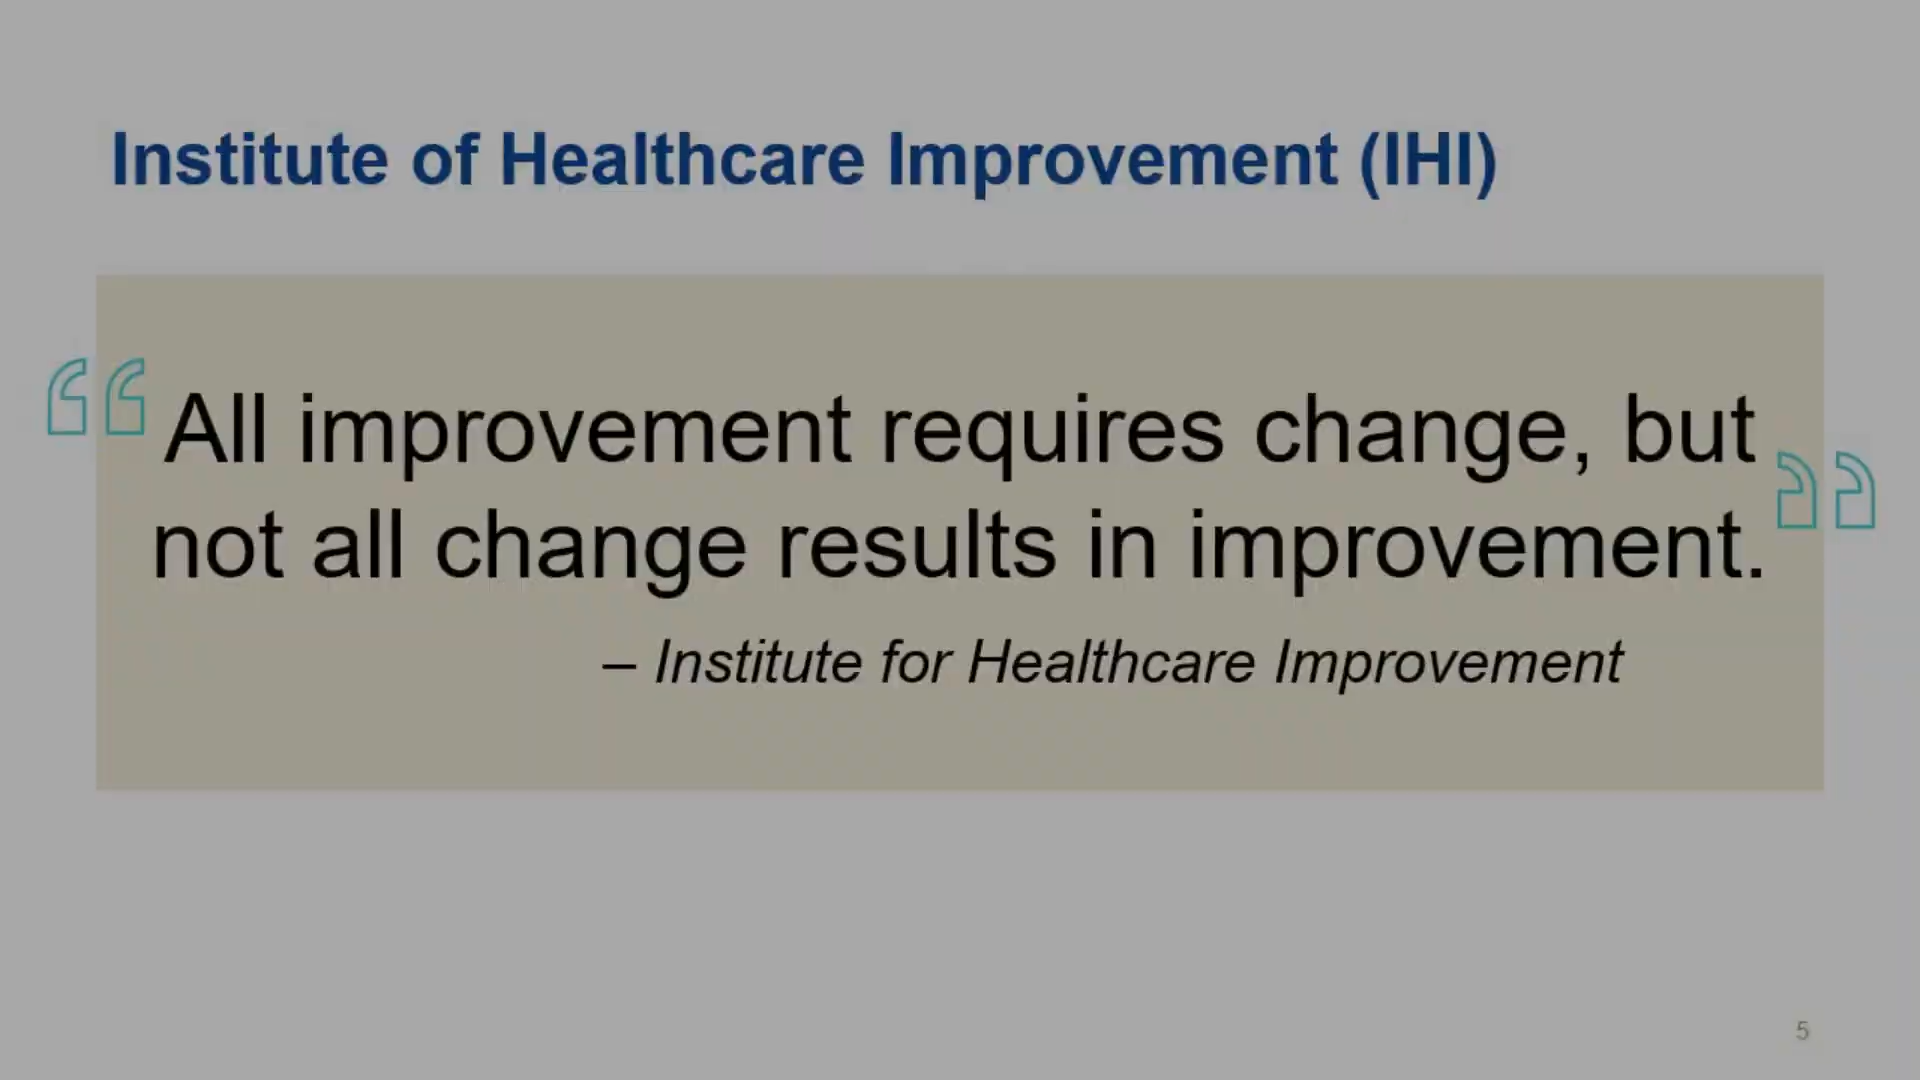 Institute of Healthcare Improvement (IHI)
“All improvement requires change, but
not all change results in improvement.”
– Institute for Healthcare Improvement
5